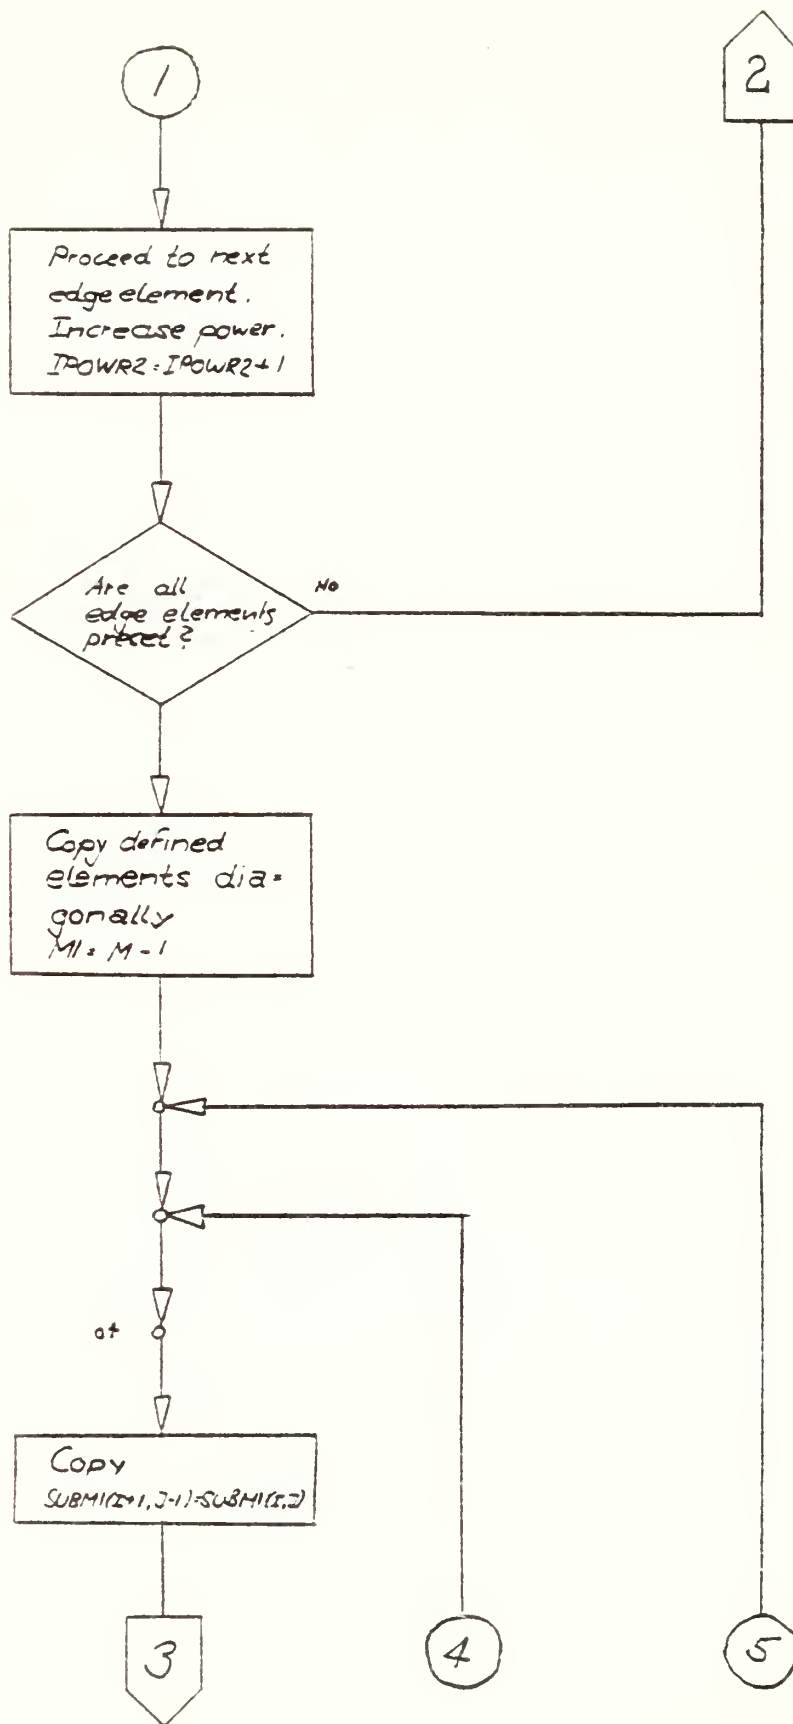 1
2
Proceed to next
edge element.
Increase power.
IPOWR2=IPOWR2+1
Are all
edge elements
preset?
No
Copy defined
elements dia=
gonally
M1=M-1
04
Copy
SUBM1(I+1,J-1)=SUBM1(I,J)
3
4
5